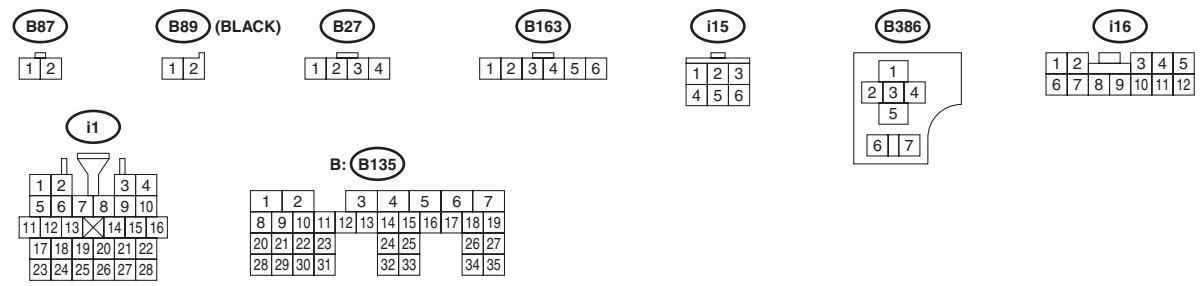 B87
1 2
B89 (BLACK)
1 2
B27
1 2 3 4
B163
1 2 3 4 5 6
i15
1 2 3
4 5 6
B386
1
2 3 4
5
6 7
i16
1 2 3 4 5
6 7 8 9 10 11 12
i1
1 2 3 4
5 6 7 8 9 10
11 12 13 14 15 16
17 18 19 20 21 22
23 24 25 26 27 28
B: B135
1 2 3 4 5 6 7
8 9 10 11 12 13 14 15 16 17 18 19
20 21 22 23 24 25 26 27
28 29 30 31 32 33 34 35